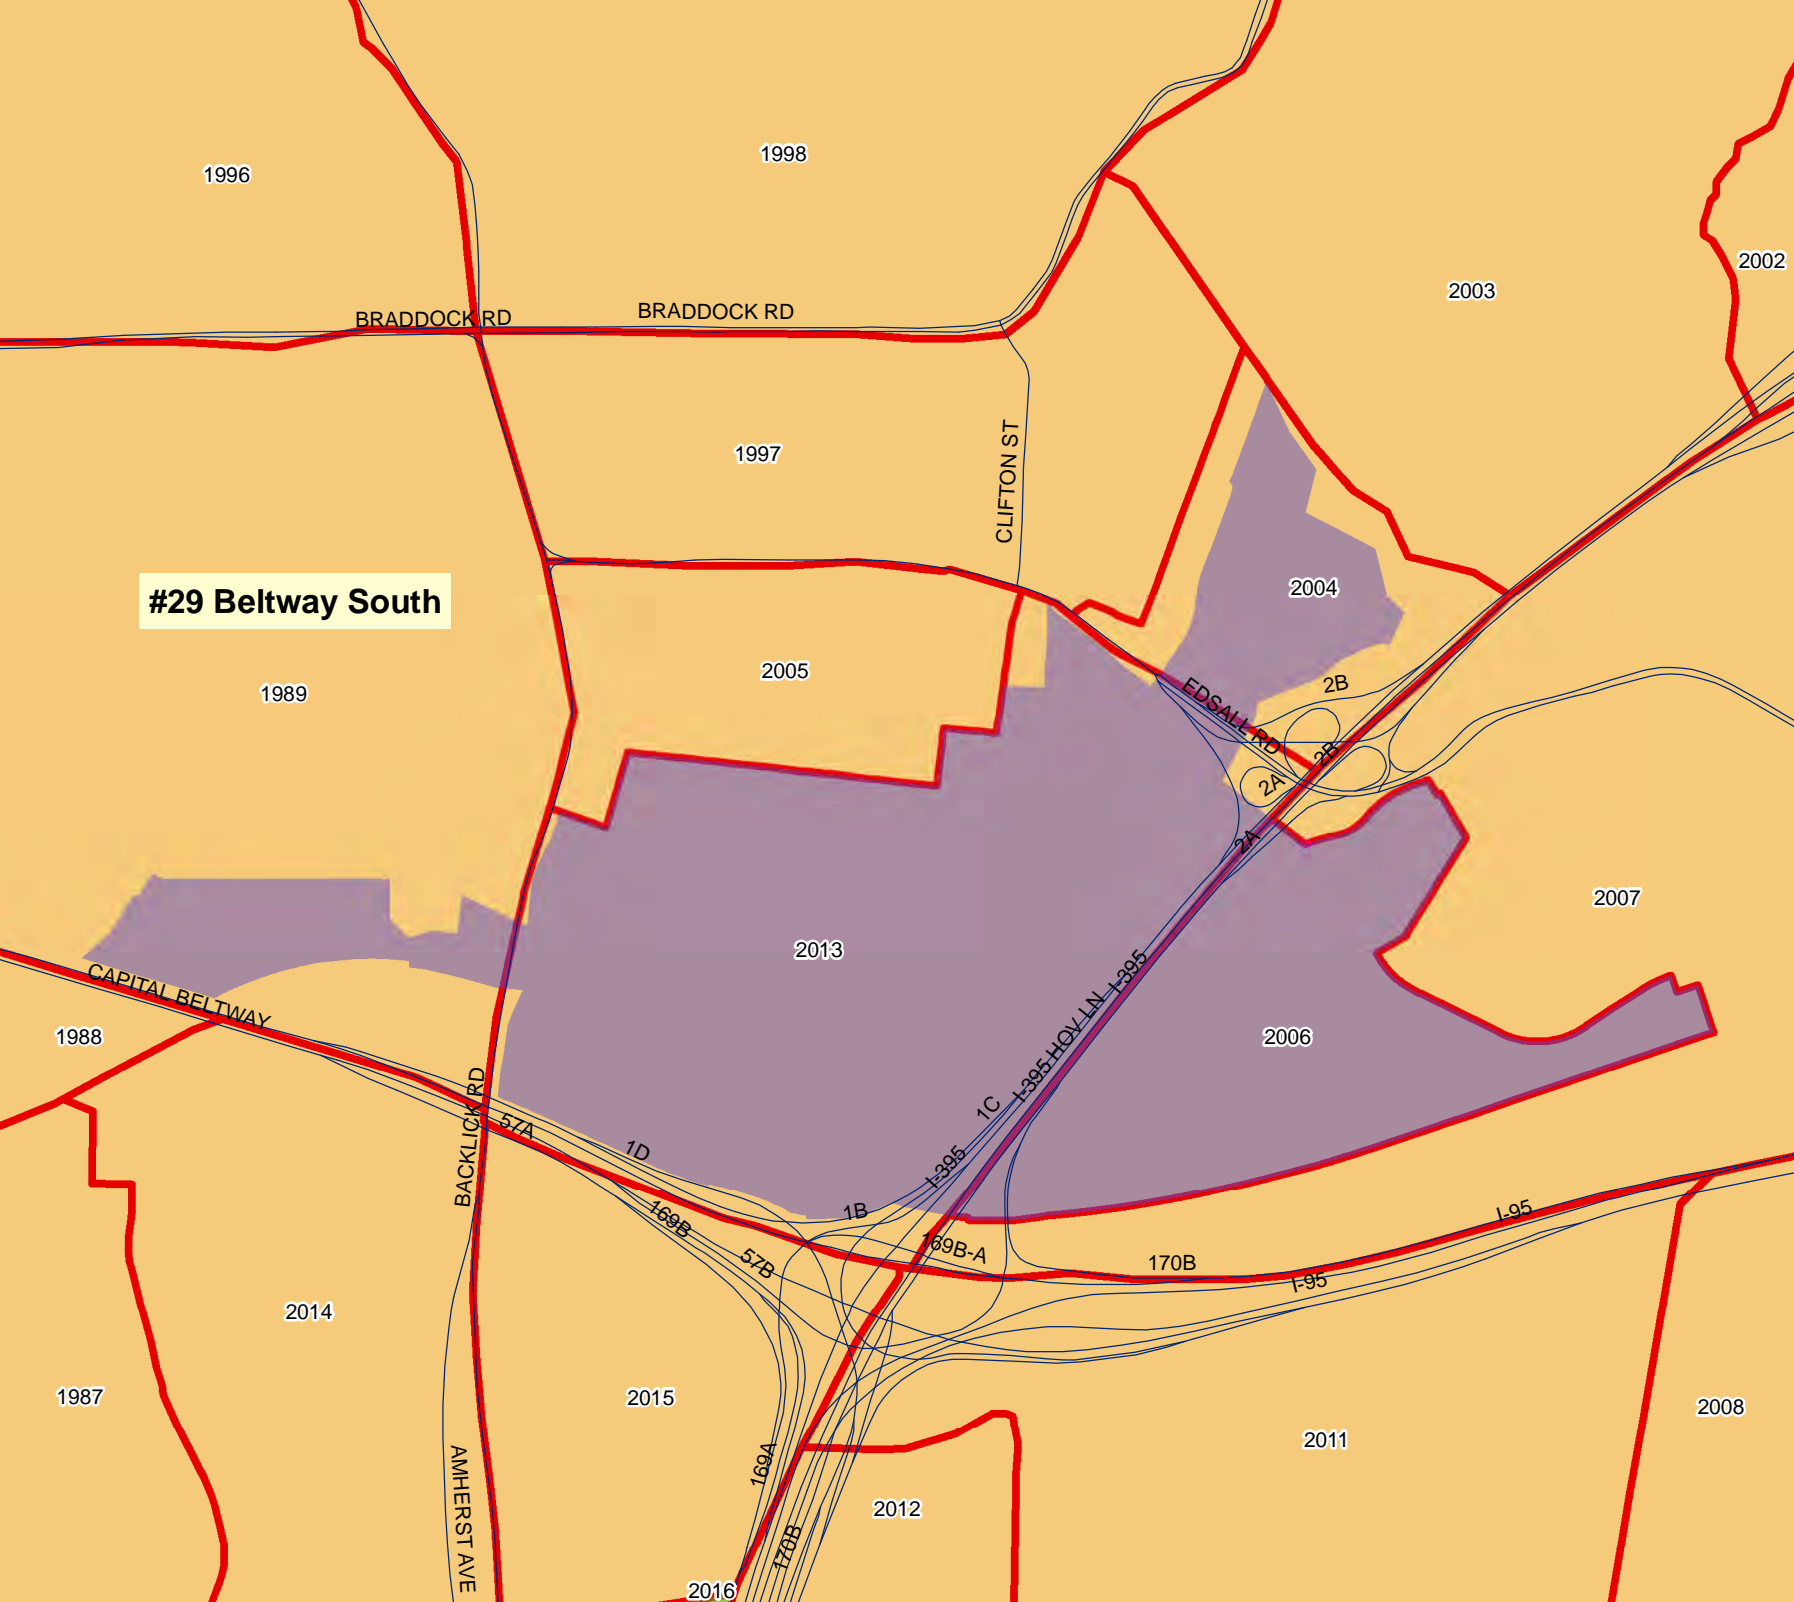 1998
1996
2002
2003
BRADDOCK RD
BRADDOCK RD
1997
CLIFTON ST
#29 Beltway South
2004
2005
1989
2B
EDSALL RD
2B
2A
2A
2007
2013
I-395
CAPITAL BELTWAY
HOV LN
1988
2006
I-395
1C
BACKLICK RD
57A
1D
I-395
169B
1B
I-95
169B-A
57B
170B
I-95
2014
1987
2015
2008
2011
169A
AMHERST AVE
2012
170B
2016